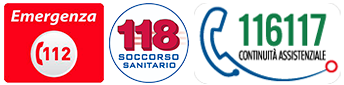 Emergenza
112
118
SOCCORSO
SANITARIO
116117
CONTINUITÀ ASSISTENZIALE